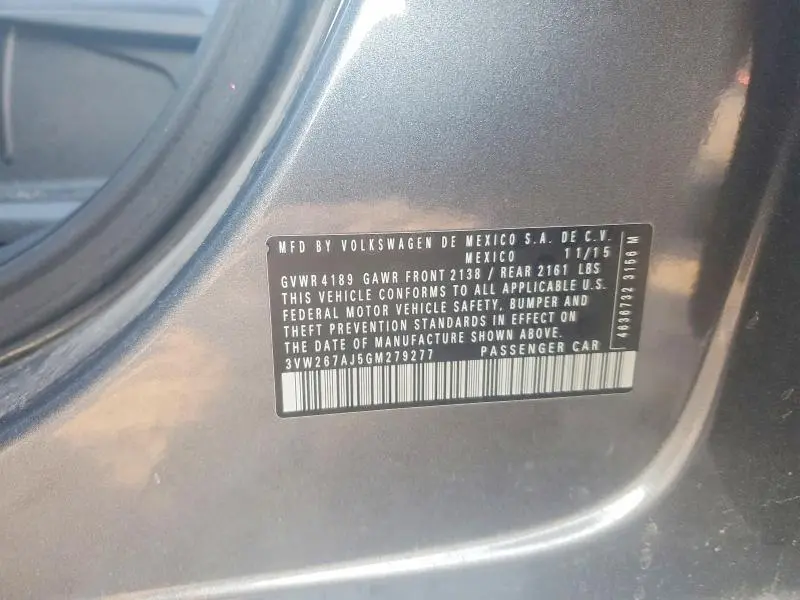 MFD BY VOLKSWAGEN DE MEXICO S.A. DE C.V.
MEXICO 11/15
GVWR 4189 GAWR FRONT 2138 / REAR 2161 LBS
THIS VEHICLE CONFORMS TO ALL APPLICABLE U.S.
FEDERAL MOTOR VEHICLE SAFETY, BUMPER AND
THEFT PREVENTION STANDARDS IN EFFECT ON
THE DATE OF MANUFACTURE SHOWN ABOVE.
3VW267AJ5GM279277 PASSENGER CAR
4636732 3156 M